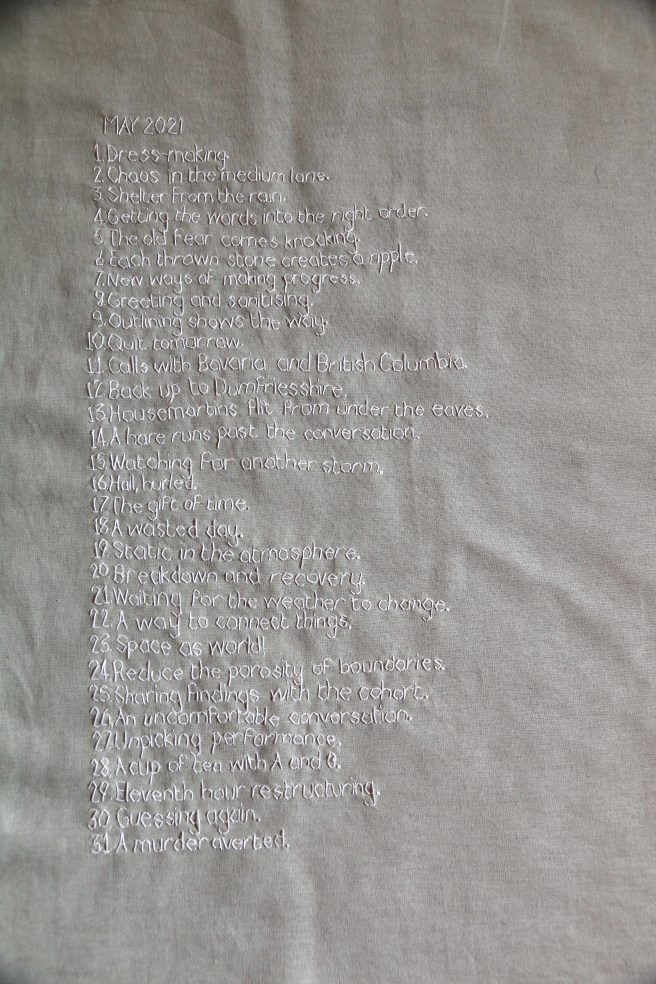 MAY 2021
1. Dress-making.
2. Chaos in the medium lane.
3. Shelter from the rain.
4. Getting the words into the right order.
5. The old fear comes knocking.
6. Each thrown stone creates a ripple.
7. New ways of making progress.
8. Greeting and sanitising.
9. Outlining shows the way.
10. Quit tomorrow.
11. Calls with Bavaria and British Columbia.
12. Back up to Dumfriesshire.
13. Housemartins flit from under the eaves.
14. A hare runs past the conversation.
15. Watching for another storm.
16. Hail, hurled.
17. The gift of time.
18. A wasted day.
19. Static in the atmosphere.
20. Breakdown and recovery.
21. Waiting for the weather to change.
22. A way to connect things.
23. Space as world!
24. Reduce the porosity of boundaries.
25. Sharing findings with the cohort.
26. An uncomfortable conversation.
27. Unpicking performance.
28. A cup of tea with A and G.
29. Eleventh hour restructuring.
30. Guessing again.
31. A murder averted.